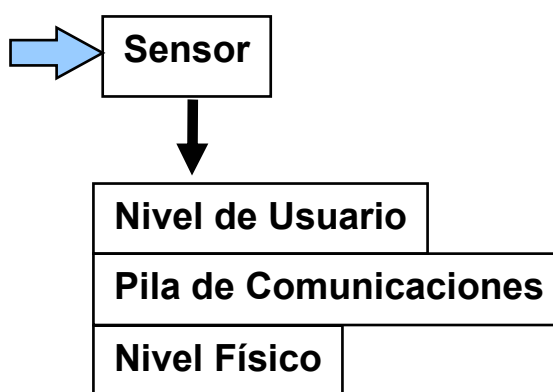 Sensor
Nivel de Usuario
Pila de Comunicaciones
Nivel Físico